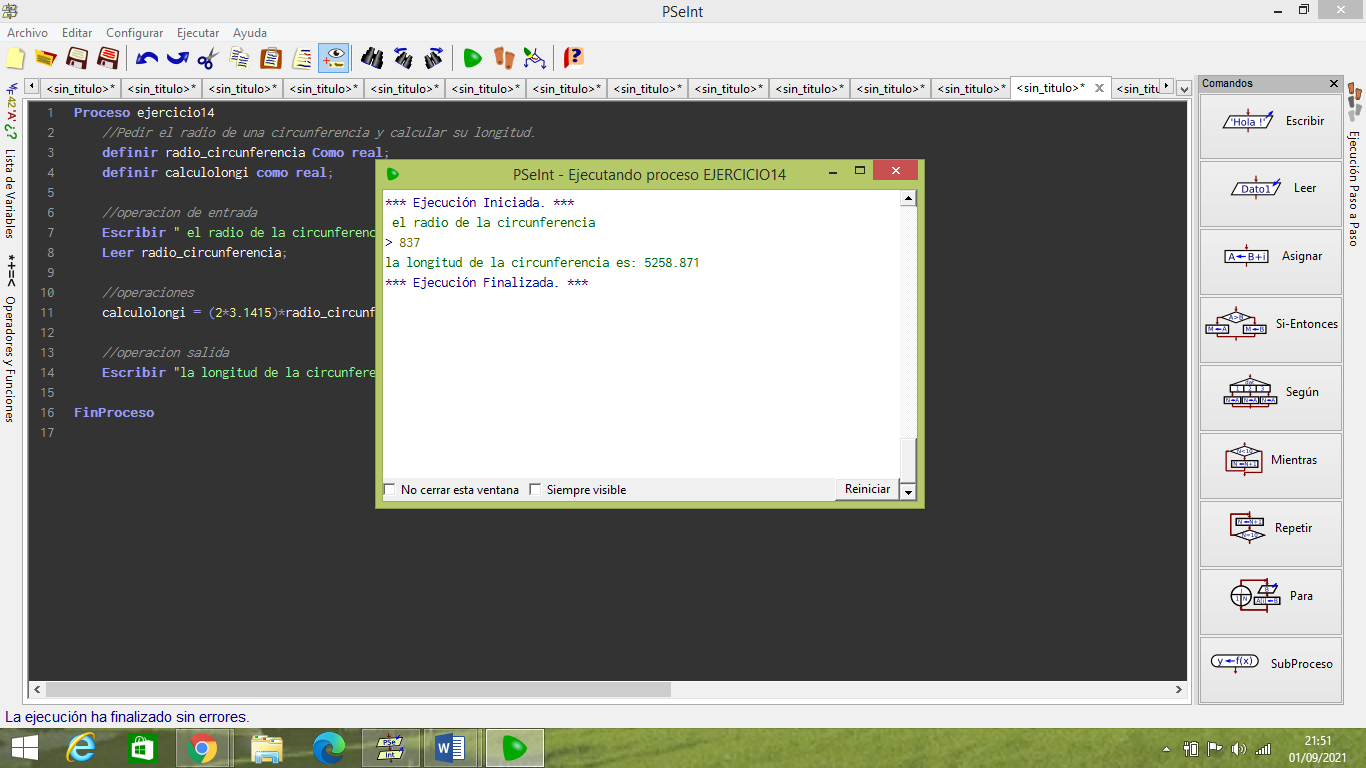 PSeInt
Archivo Editar Configurar Ejecutar Ayuda
<sin_titulo>* <sin_titulo>* <sin_titulo>* <sin_titulo>* <sin_titulo>* <sin_titulo>* <sin_titulo>* <sin_titulo>* <sin_titulo>* <sin_titulo>* <sin_titulo>* <sin_titulo>* <sin_titulo>* <sin_titu
Lista de Variables
Operadores y Funciones
1 Proceso ejercicio14
2 //Pedir el radio de una circunferencia y calcular su longitud.
3 definir radio_circunferencia Como real;
4 definir calculolongi como real;
5
6 //operacion de entrada
7 Escribir " el radio de la circunferenc
8 Leer radio_circunferencia;
9
10 //operaciones
11 calculolongi = (2*3.1415)*radio_circunf
12
13 //operacion salida
14 Escribir "la longitud de la circunfere
15
16 FinProceso
17
PSeInt - Ejecutando proceso EJERCICIO14
*** Ejecución Iniciada. ***
el radio de la circunferencia
> 837
la longitud de la circunferencia es: 5258.871
*** Ejecución Finalizada. ***
No cerrar esta ventana Siempre visible Reiniciar
Comandos
'Hola !' Escribir
Dato1 Leer
A←B+i Asignar
Si-Entonces
Según
Mientras
Repetir
Para
y←f(x) SubProceso
Ejecución Paso a Paso
La ejecución ha finalizado sin errores.
PSe
Int
21:51
01/09/2021